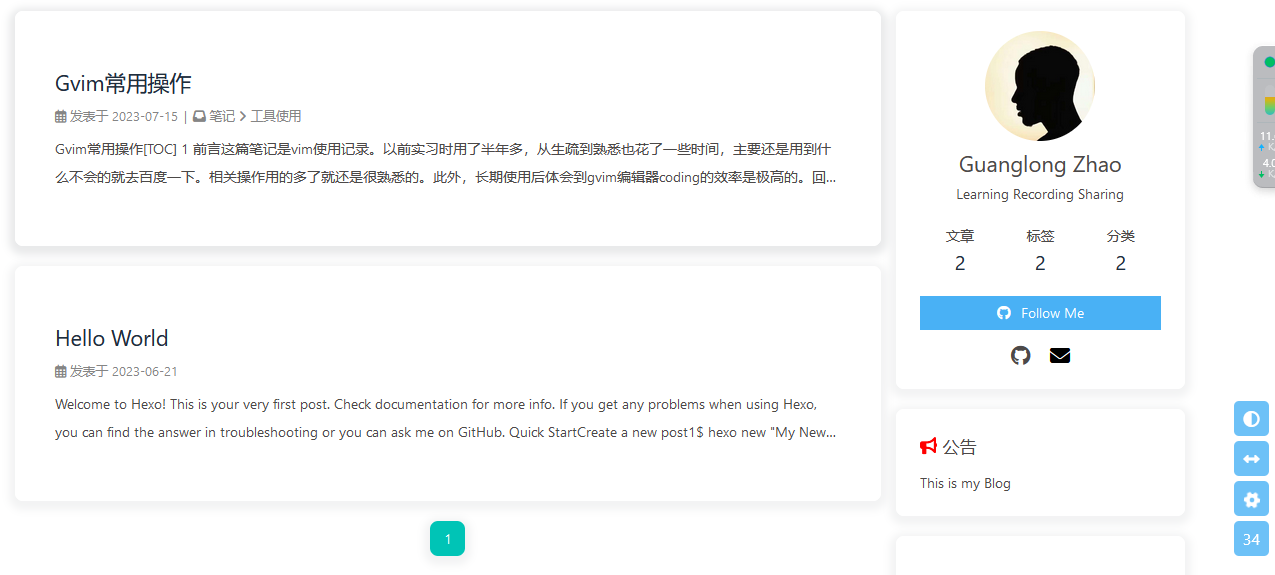 Gvim常用操作
发表于 2023-07-15 | 笔记 > 工具使用
Gvim常用操作[TOC] 1 前言这篇笔记是vim使用记录。以前实习时用了半年多，从生疏到熟悉也花了一些时间，主要还是用到什
么不会的就去百度一下。相关操作用的多了就还是很熟悉的。此外，长期使用后体会到gvim编辑器coding的效率是极高的。回...
Hello World
发表于 2023-06-21
Welcome to Hexo! This is your very first post. Check documentation for more info. If you get any problems when using Hexo,
you can find the answer in troubleshooting or you can ask me on GitHub. Quick StartCreate a new post1$ hexo new "My New...
1
Guanglong Zhao
Learning Recording Sharing
文章 标签 分类
2 2 2
Follow Me
公告
This is my Blog
34